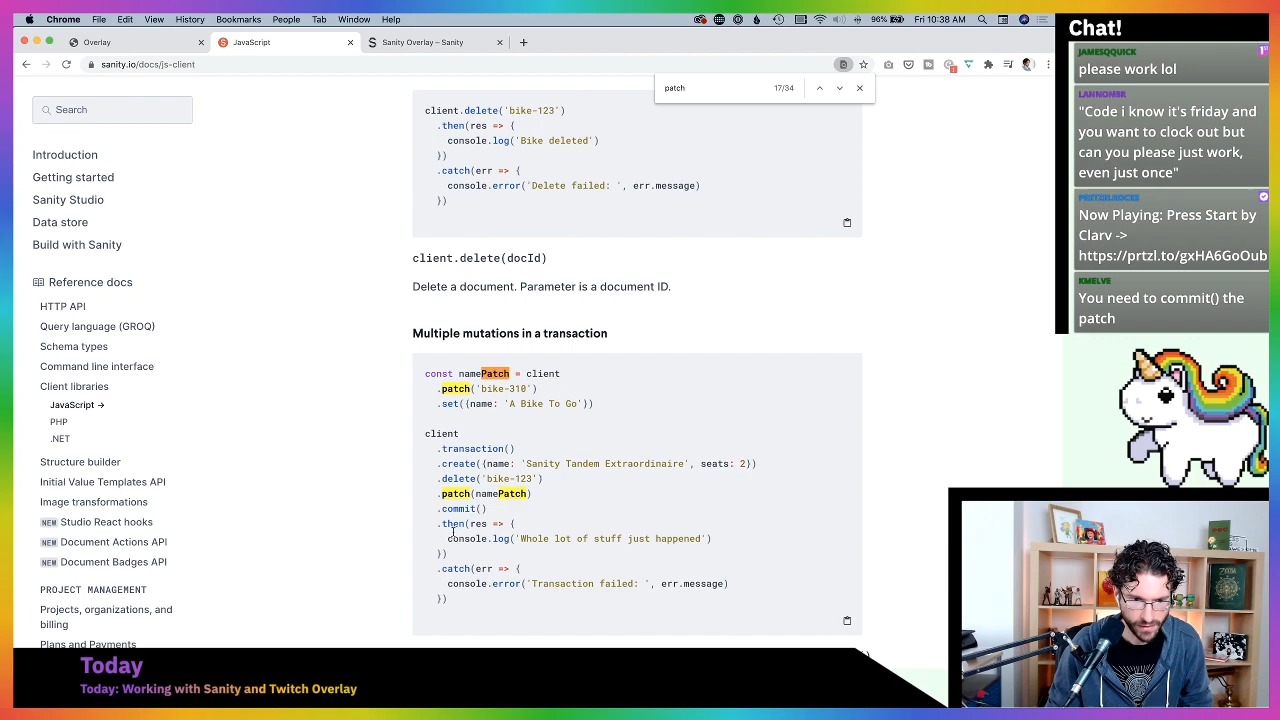 Chrome File Edit View History Bookmarks People Tab Window Help
96% Fri 10:38 AM
Overlay
JavaScript
Sanity Overlay – Sanity
sanity.io/docs/js-client
patch 17/34
Search
Introduction
Getting started
Sanity Studio
Data store
Build with Sanity
Reference docs
HTTP API
Query language (GROQ)
Schema types
Command line interface
Client libraries
JavaScript →
PHP
.NET
Structure builder
Initial Value Templates API
Image transformations
NEW Studio React hooks
NEW Document Actions API
NEW Document Badges API
PROJECT MANAGEMENT
Projects, organizations, and
billing
Plans and Payments
client.delete('bike-123')
.then(res => {
console.log('Bike deleted')
})
.catch(err => {
console.error('Delete failed: ', err.message)
})
client.delete(docId)
Delete a document. Parameter is a document ID.
Multiple mutations in a transaction
const namePatch = client
.patch('bike-310')
.set({name: 'A Bike To Go'})
client
.transaction()
.create({name: 'Sanity Tandem Extraordinaire', seats: 2})
.delete('bike-123')
.patch(namePatch)
.commit()
.then(res => {
console.log('Whole lot of stuff just happened')
})
.catch(err => {
console.error('Transaction failed: ', err.message)
})
Chat!
JAMESQQUICK
1st
please work lol
LANNONBR
"Code i know it's friday and
you want to clock out but
can you please just work,
even just once"
PRETZELROCKS
Now Playing: Press Start by
Clarv ->
https://prtzl.to/gxHA6GoOub
KMELVE
You need to commit() the
patch
Today
Today: Working with Sanity and Twitch Overlay